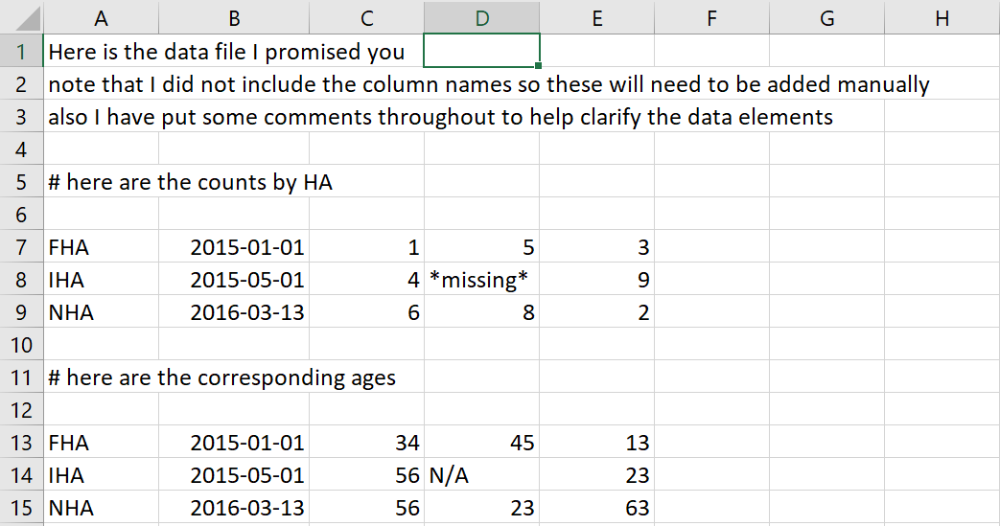 A B C D E F G H
1 Here is the data file I promised you
2 note that I did not include the column names so these will need to be added manually
3 also I have put some comments throughout to help clarify the data elements
4
5 # here are the counts by HA
6
7 FHA 2015-01-01 1 5 3
8 IHA 2015-05-01 4 *missing* 9
9 NHA 2016-03-13 6 8 2
10
11 # here are the corresponding ages
12
13 FHA 2015-01-01 34 45 13
14 IHA 2015-05-01 56 N/A 23
15 NHA 2016-03-13 56 23 63